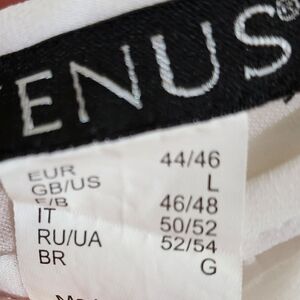 ENUS®
EUR 44/46
GB/US L
F/B 46/48
IT 50/52
RU/UA 52/54
BR G